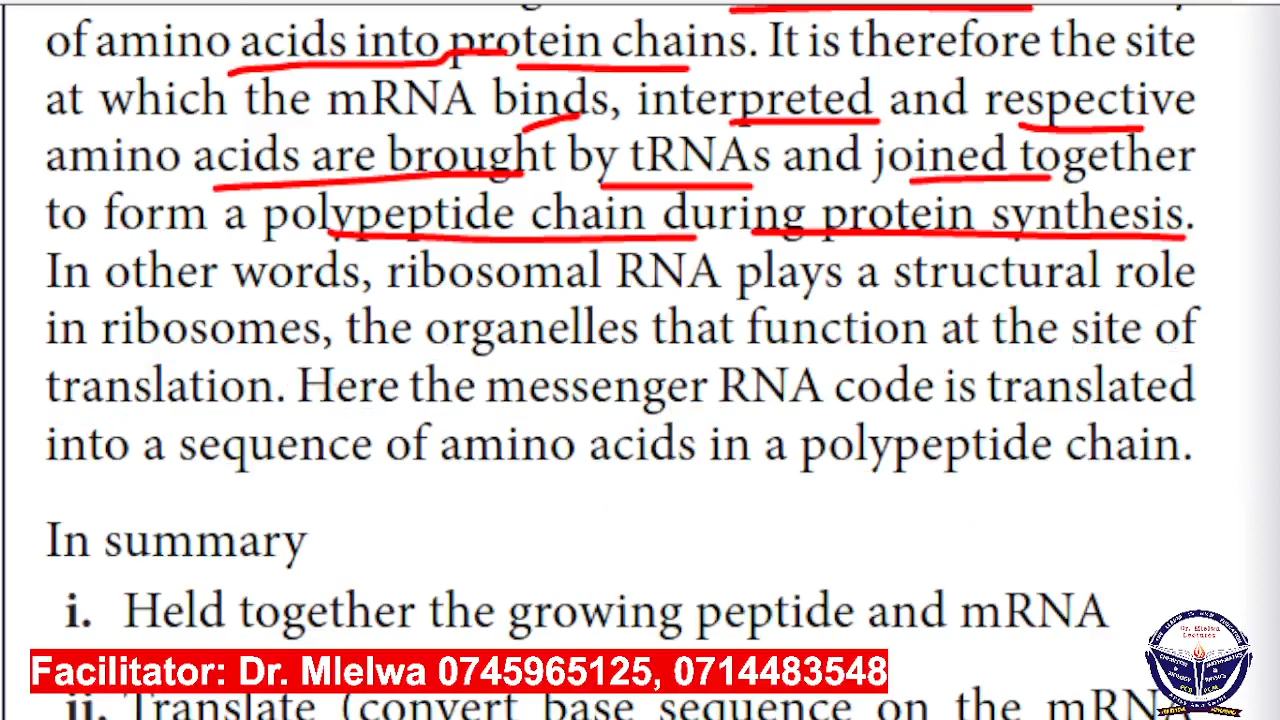 of amino acids into protein chains. It is therefore the site
at which the mRNA binds, interpreted and respective
amino acids are brought by tRNAs and joined together
to form a polypeptide chain during protein synthesis.
In other words, ribosomal RNA plays a structural role
in ribosomes, the organelles that function at the site of
translation. Here the messenger RNA code is translated
into a sequence of amino acids in a polypeptide chain.
In summary
i. Held together the growing peptide and mRNA
Dr. Mlelwa
Lectures
Facilitator: Dr. Mlelwa 0745965125, 0714483548
ii. Translate (convert base sequence on the mRN